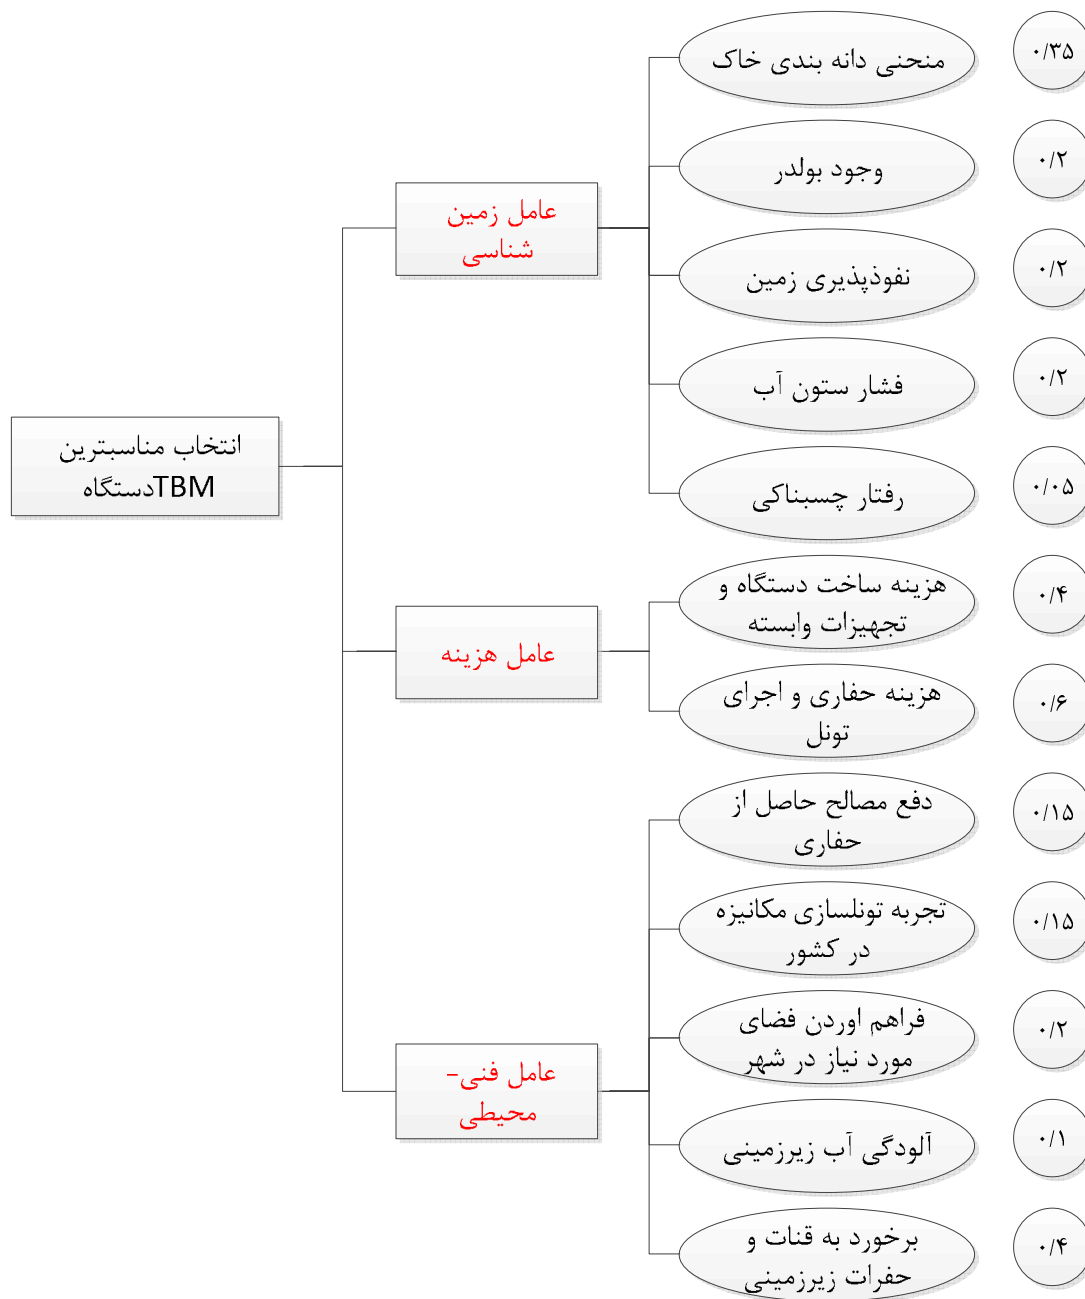 منحنی دانه بندی خاک
۰/۳۵
وجود بولدر
۰/۲
عامل زمین
شناسی
نفوذپذیری زمین
۰/۲
فشار ستون آب
۰/۲
انتخاب مناسبترین
دستگاهTBM
رفتار چسبناکی
۰/۰۵
هزینه ساخت دستگاه و
تجهیزات وابسته
۰/۴
عامل هزینه
هزینه حفاری و اجرای
تونل
۰/۶
دفع مصالح حاصل از
حفاری
۰/۱۵
تجربه تونلسازی مکانیزه
در کشور
۰/۱۵
فراهم اوردن فضای
مورد نیاز در شهر
۰/۲
عامل فنی-
محیطی
آلودگی آب زیرزمینی
۰/۱
برخورد به قنات و
حفرات زیرزمینی
۰/۴